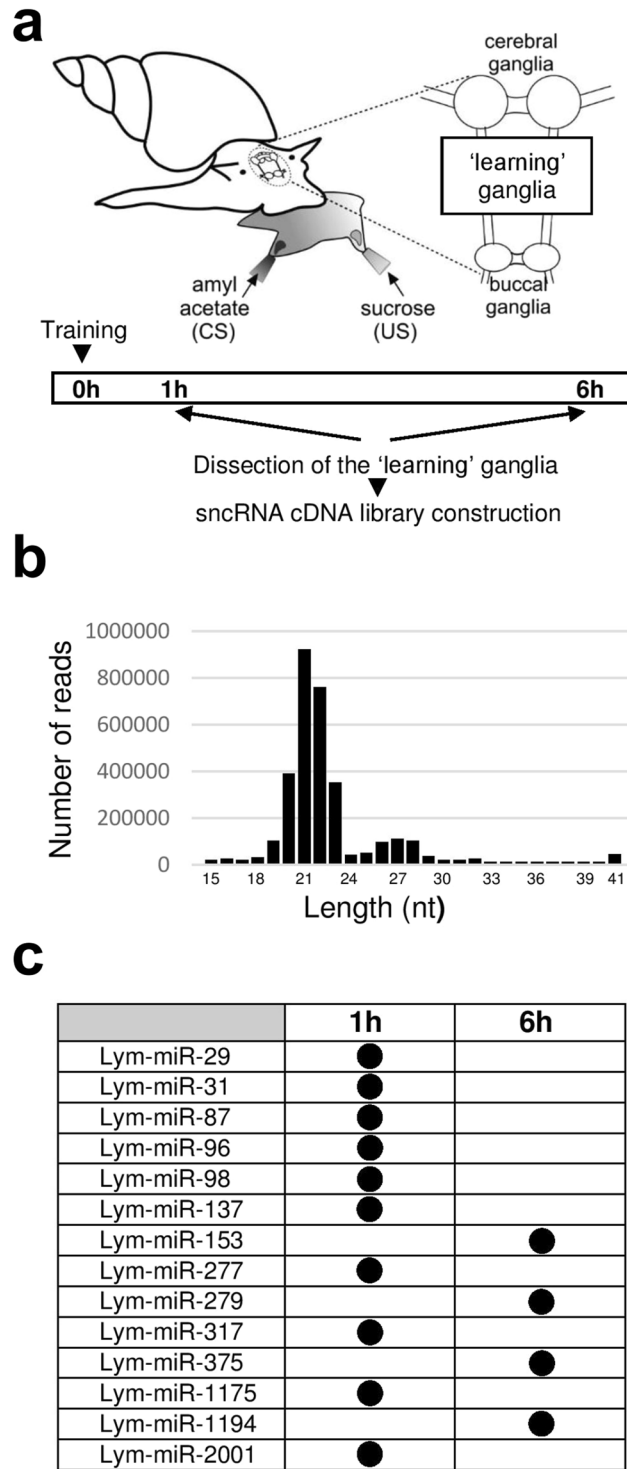 a
cerebral
ganglia
‘learning’
ganglia
buccal
ganglia
amyl
acetate
(CS)
sucrose
(US)
Training
0h 1h 6h
Dissection of the ‘learning’ ganglia
sncRNA cDNA library construction
b
Number of reads
1000000
800000
600000
400000
200000
0
15 18 21 24 27 30 33 36 39 41
Length (nt)
c
1h 6h
Lym-miR-29
Lym-miR-31
Lym-miR-87
Lym-miR-96
Lym-miR-98
Lym-miR-137
Lym-miR-153
Lym-miR-277
Lym-miR-279
Lym-miR-317
Lym-miR-375
Lym-miR-1175
Lym-miR-1194
Lym-miR-2001